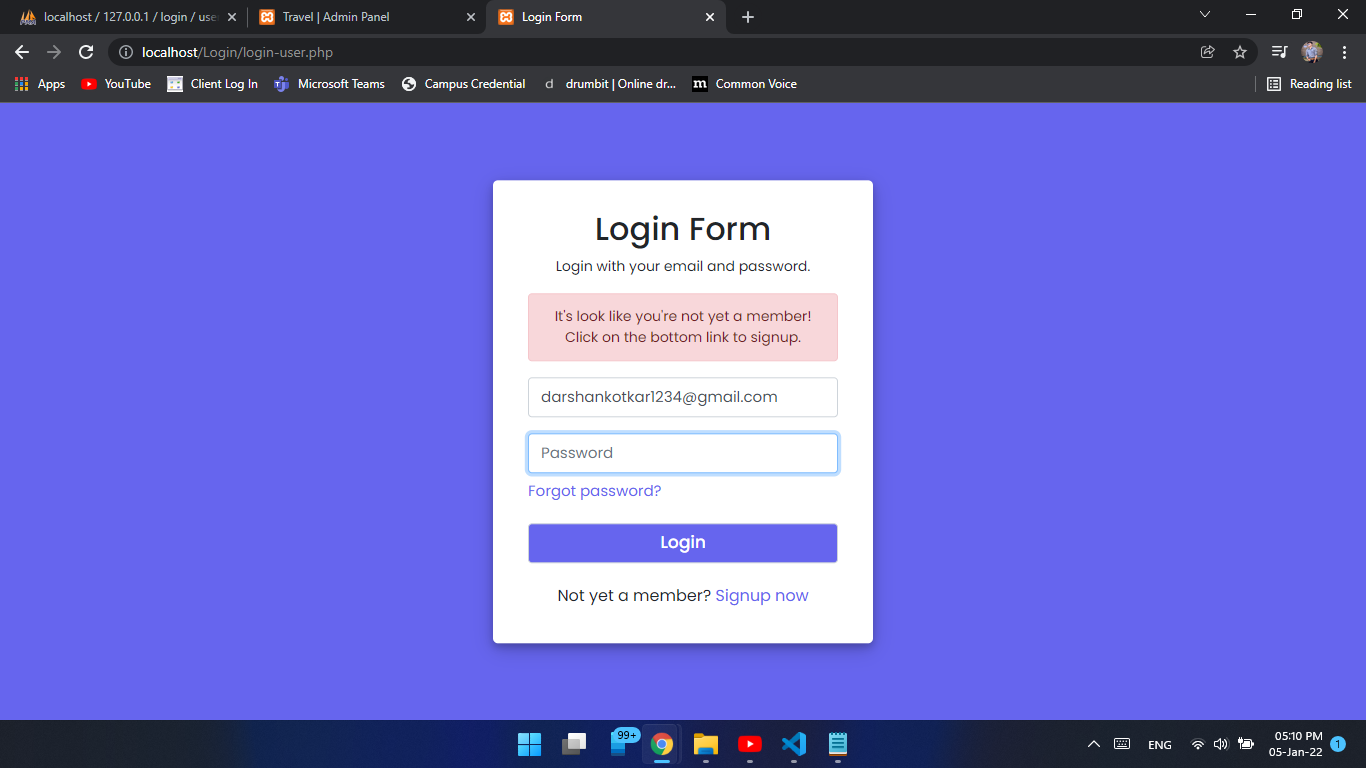 localhost / 127.0.0.1 / login / use
Travel | Admin Panel
Login Form
localhost/Login/login-user.php
Apps
YouTube
Client Log In
Microsoft Teams
Campus Credential
d
drumbit | Online dr...
m
Common Voice
Reading list
Login Form
Login with your email and password.
It's look like you're not yet a member!
Click on the bottom link to signup.
darshankotkar1234@gmail.com
Password
Forgot password?
Login
Not yet a member? Signup now
99+
ENG
05:10 PM
05-Jan-22
1